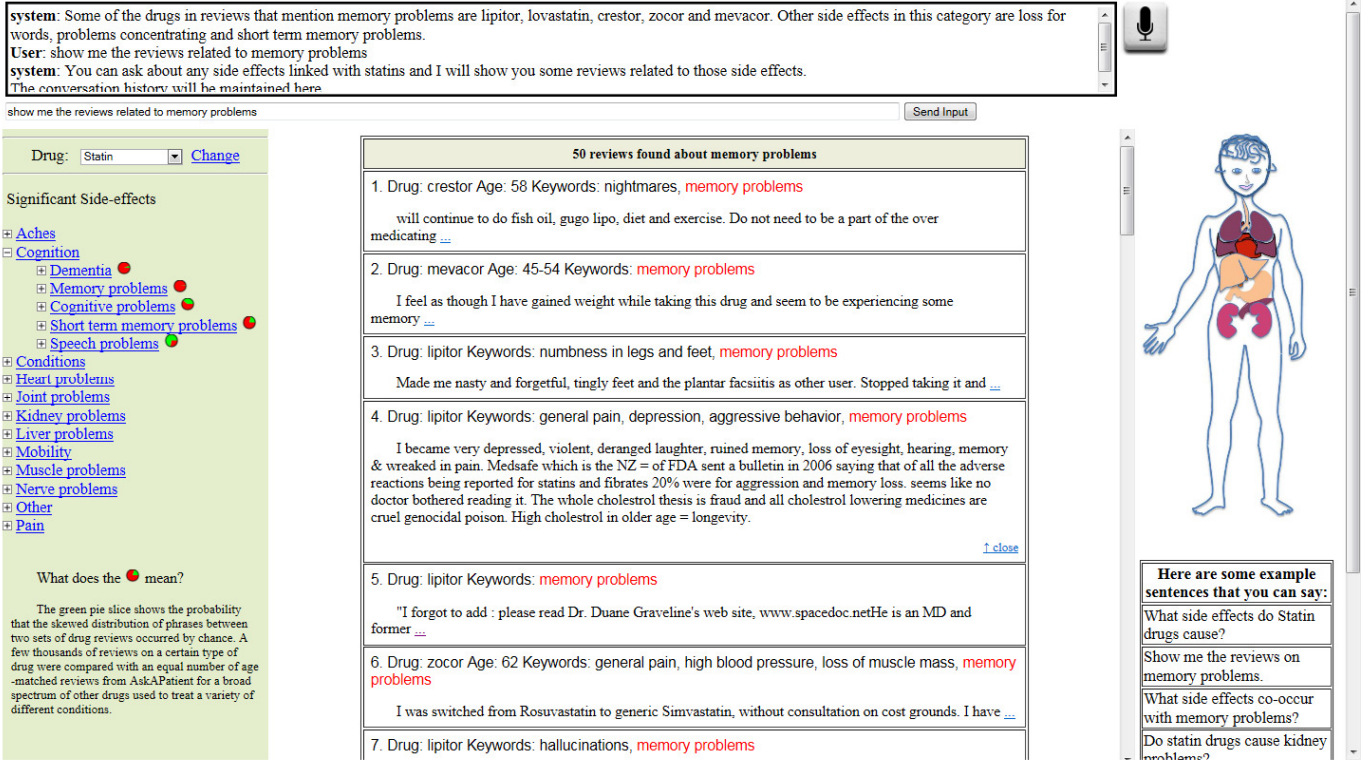 system: Some of the drugs in reviews that mention memory problems are lipitor, lovastatin, crestor, zocor and mevacor. Other side effects in this category are loss for
words, problems concentrating and short term memory problems.
User: show me the reviews related to memory problems
system: You can ask about any side effects linked with statins and I will show you some reviews related to those side effects.
The conversation history will be maintained here
show me the reviews related to memory problems
Send Input
Drug: Statin Change
Significant Side-effects
Aches
Cognition
Dementia
Memory problems
Cognitive problems
Short term memory problems
Speech problems
Conditions
Heart problems
Joint problems
Kidney problems
Liver problems
Mobility
Muscle problems
Nerve problems
Other
Pain
What does the mean?
The green pie slice shows the probability
that the skewed distribution of phrases between
two sets of drug reviews occurred by chance. A
few thousands of reviews on a certain type of
drug were compared with an equal number of age
-matched reviews from AskAPatient for a broad
spectrum of other drugs used to treat a variety of
different conditions.
50 reviews found about memory problems
1. Drug: crestor Age: 58 Keywords: nightmares, memory problems
will continue to do fish oil, gugo lipo, diet and exercise. Do not need to be a part of the over
medicating ...
2. Drug: mevacor Age: 45-54 Keywords: memory problems
I feel as though I have gained weight while taking this drug and seem to be experiencing some
memory ...
3. Drug: lipitor Keywords: numbness in legs and feet, memory problems
Made me nasty and forgetful, tingly feet and the plantar facsiitis as other user. Stopped taking it and ...
4. Drug: lipitor Keywords: general pain, depression, aggressive behavior, memory problems
I became very depressed, violent, deranged laughter, ruined memory, loss of eyesight, hearing, memory
& wreaked in pain. Medsafe which is the NZ = of FDA sent a bulletin in 2006 saying that of all the adverse
reactions being reported for statins and fibrates 20% were for aggression and memory loss. seems like no
doctor bothered reading it. The whole cholestrol thesis is fraud and all cholestrol lowering medicines are
cruel genocidal poison. High cholestrol in older age = longevity.
↑ close
5. Drug: lipitor Keywords: memory problems
"I forgot to add : please read Dr. Duane Graveline's web site, www.spacedoc.netHe is an MD and
former ...
6. Drug: zocor Age: 62 Keywords: general pain, high blood pressure, loss of muscle mass, memory
problems
I was switched from Rosuvastatin to generic Simvastatin, without consultation on cost grounds. I have ...
7. Drug: lipitor Keywords: hallucinations, memory problems
Here are some example
sentences that you can say:
What side effects do Statin
drugs cause?
Show me the reviews on
memory problems.
What side effects co-occur
with memory problems?
Do statin drugs cause kidney
problems?